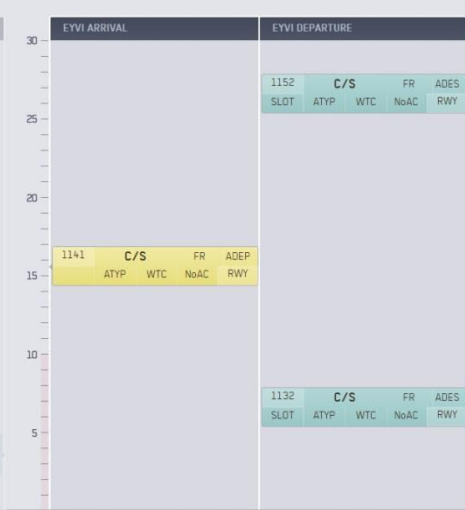 EYVI ARRIVAL
EYVI DEPARTURE
30
1152 C/S FR ADES
SLOT ATYP WTC NoAC RWY
25
20
1141 C/S FR ADEP
ATYP WTC NoAC RWY
15
10
1132 C/S FR ADES
SLOT ATYP WTC NoAC RWY
5